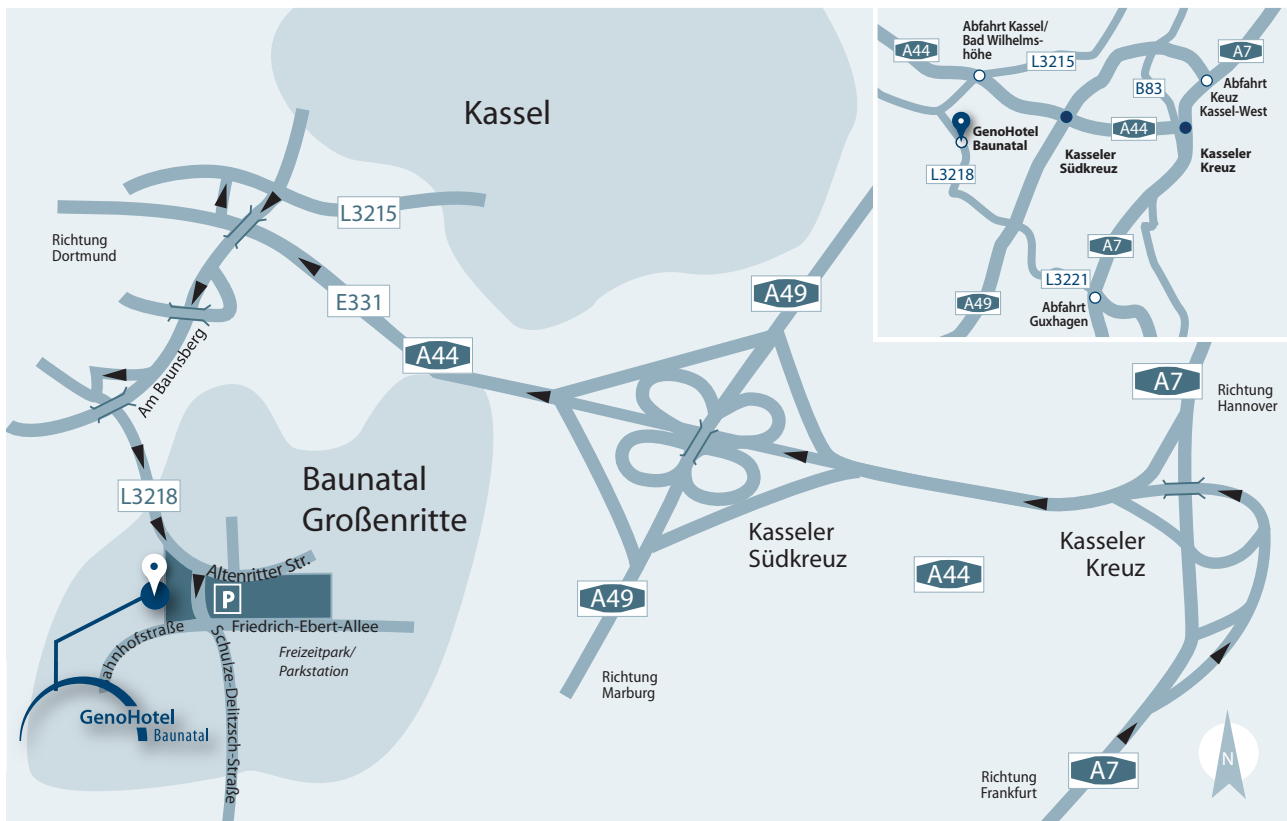 Kassel
L3215
Richtung
Dortmund
E331
A49
A44
Am Baunsberg
L3218
Baunatal
Großenritte
Altenritter Str.
P
Friedrich-Ebert-Allee
Freizeitpark/
Parkstation
ahnhofstraße
Schulze-Delitzsch-Straße
GenoHotel
Baunatal
Kasseler
Südkreuz
A49
Richtung
Marburg
A44
Kasseler
Kreuz
A7
Richtung
Hannover
A7
Richtung
Frankfurt
N
Abfahrt Kassel/
Bad Wilhelms-
höhe
A44
L3215
A7
B83
Abfahrt
Keuz
Kassel-West
GenoHotel
Baunatal
A44
Kasseler
Südkreuz
Kasseler
Kreuz
L3218
A7
L3221
A49
Abfahrt
Guxhagen